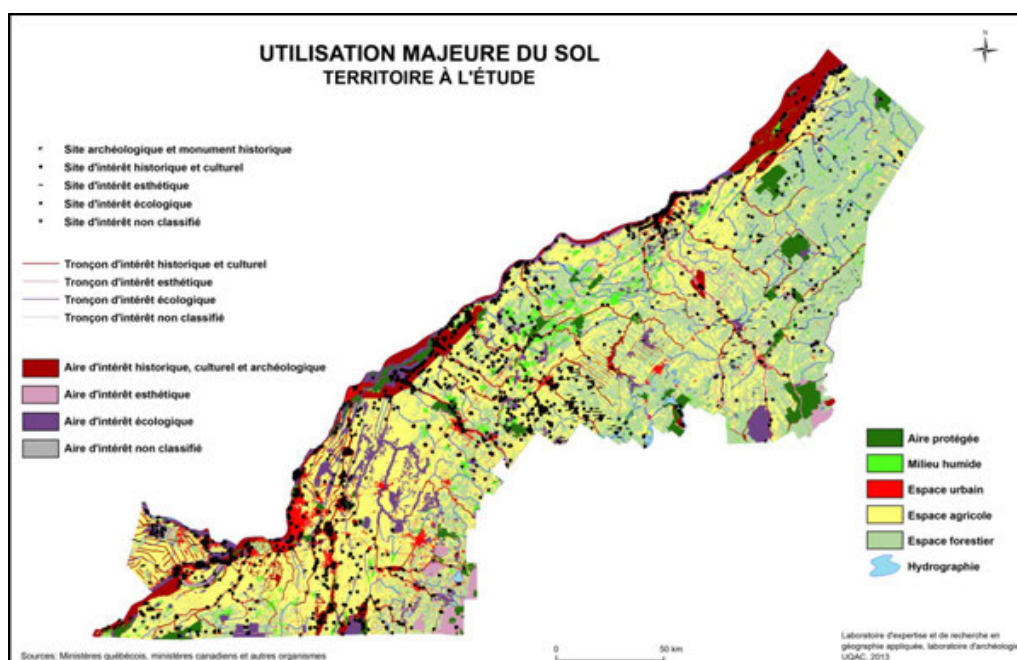 UTILISATION MAJEURE DU SOL
TERRITOIRE À L'ÉTUDE
N
Site archéologique et monument historique
Site d'intérêt historique et culturel
Site d'intérêt esthétique
Site d'intérêt écologique
Site d'intérêt non classifié
Tronçon d'intérêt historique et culturel
Tronçon d'intérêt esthétique
Tronçon d'intérêt écologique
Tronçon d'intérêt non classifié
Aire d'intérêt historique, culturel et archéologique
Aire d'intérêt esthétique
Aire d'intérêt écologique
Aire d'intérêt non classifié
Aire protégée
Milieu humide
Espace urbain
Espace agricole
Espace forestier
Hydrographie
Sources: Ministères québécois, ministères canadiens et autres organismes
0 50 km
Laboratoire d'expertise et de recherche en
géographie appliquée, laboratoire d'archéologie
UQAC, 2013